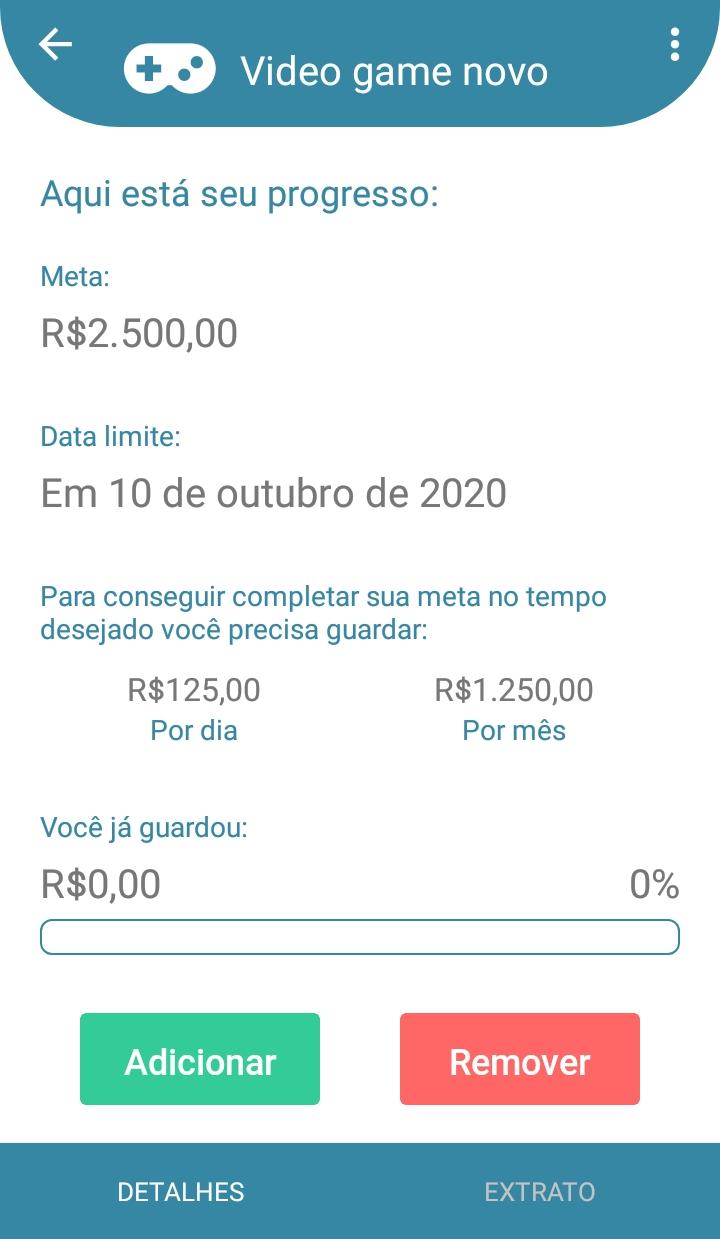 Video game novo
Aqui está seu progresso:
Meta:
R$2.500,00
Data limite:
Em 10 de outubro de 2020
Para conseguir completar sua meta no tempo
desejado você precisa guardar:
R$125,00 R$1.250,00
Por dia Por mês
Você já guardou:
R$0,00 0%
Adicionar Remover
DETALHES EXTRATO